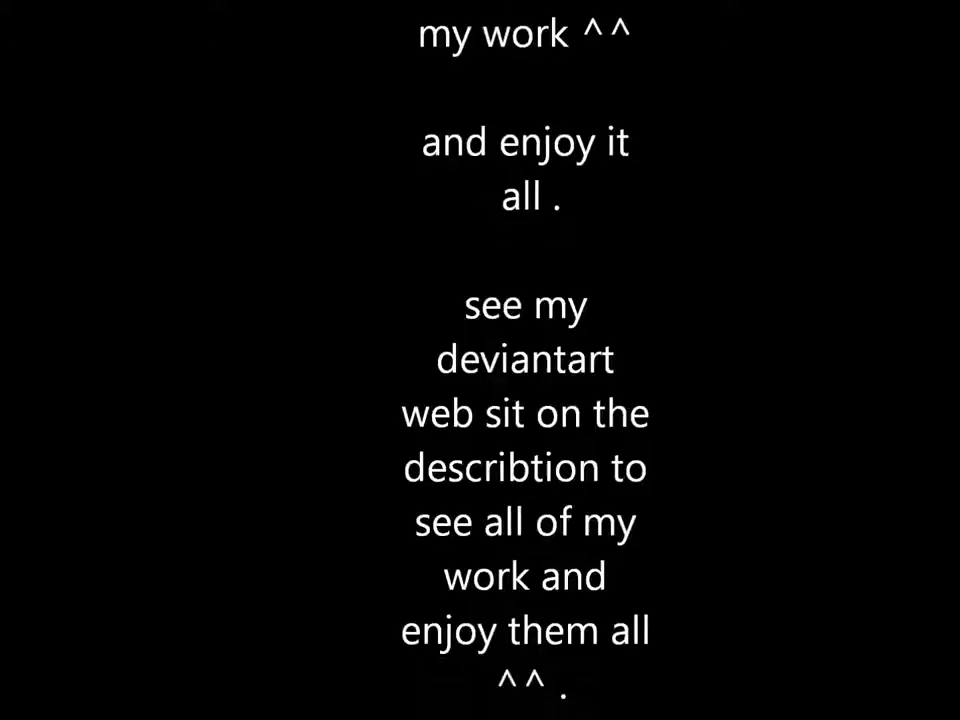 my work ^^
and enjoy it
all .
see my
deviantart
web sit on the
describtion to
see all of my
work and
enjoy them all
^^ .